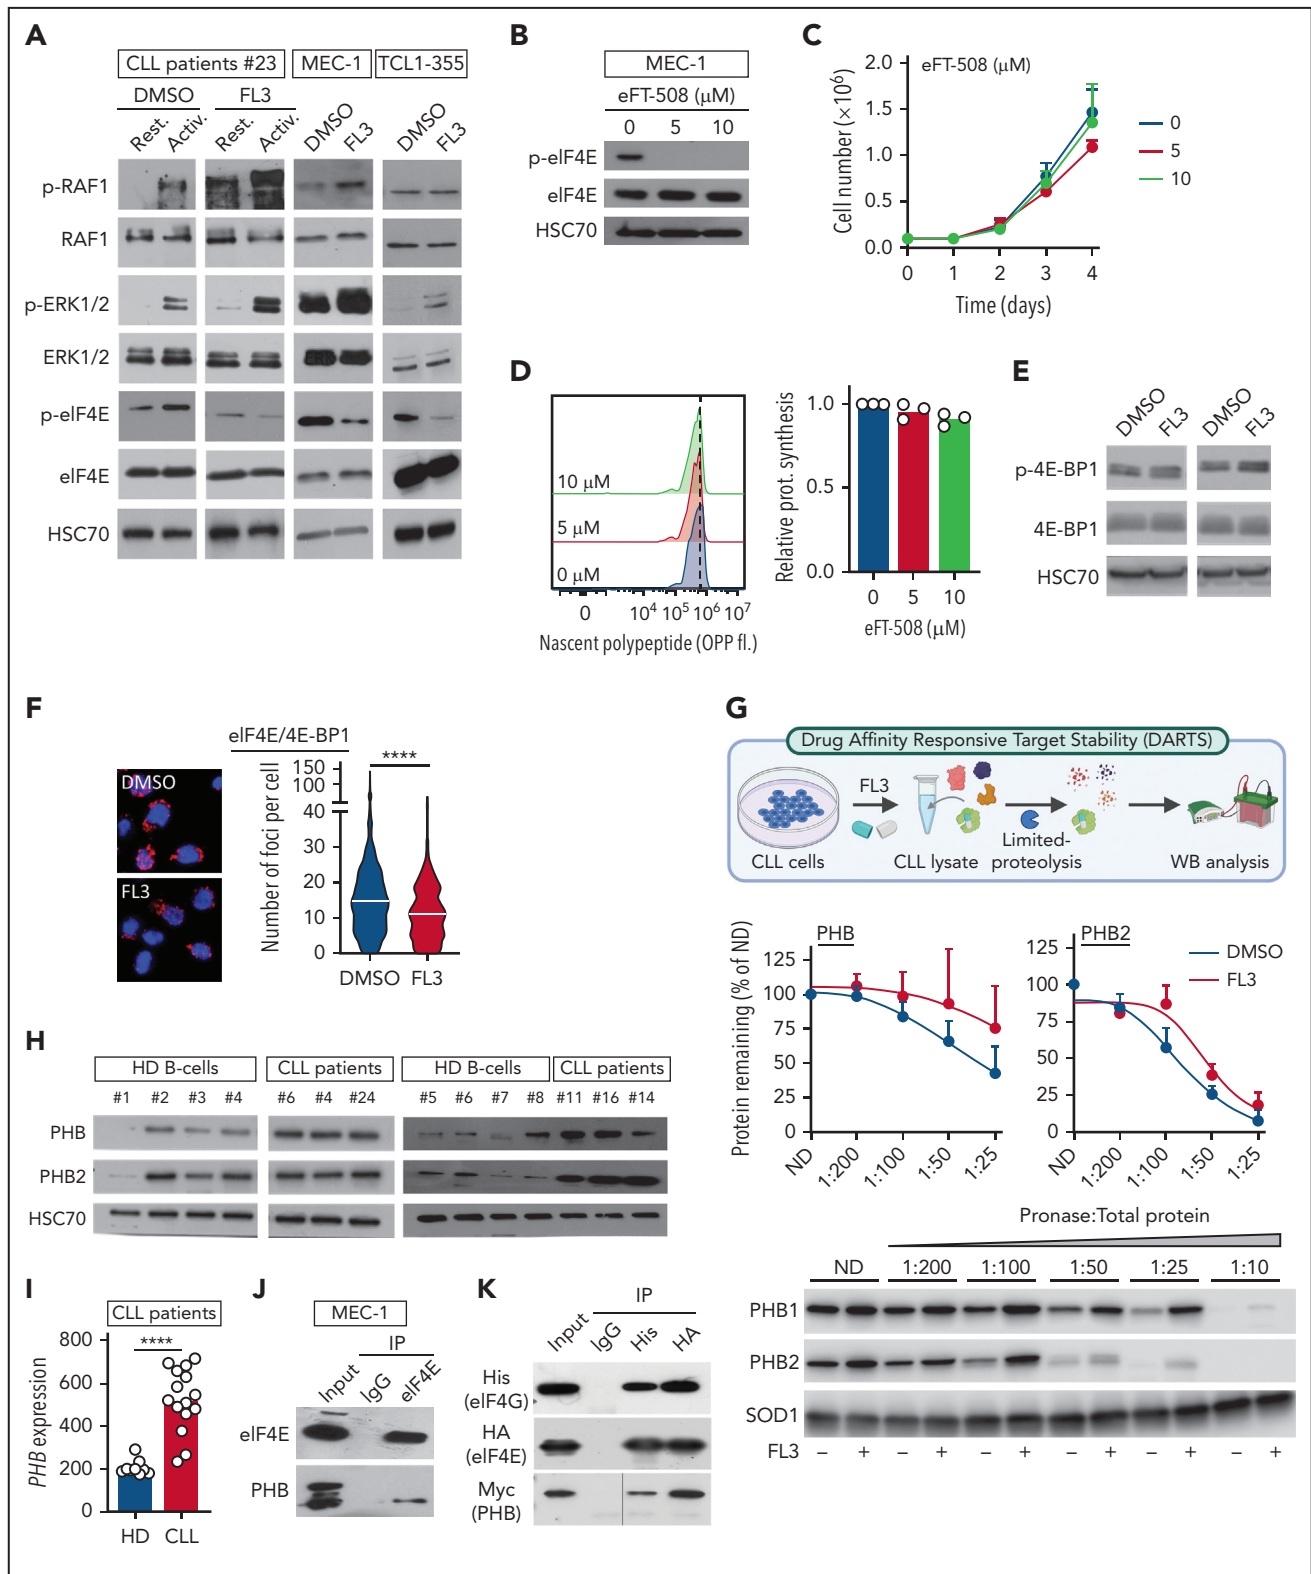 A
CLL patients #23
MEC-1
TCL1-355
DMSO
FL3
Rest.
Activ.
Rest.
Activ.
DMSO
FL3
DMSO
FL3
p-RAF1
RAF1
p-ERK1/2
ERK1/2
p-eIF4E
eIF4E
HSC70
B
MEC-1
eFT-508 (μM)
0 5 10
p-eIF4E
eIF4E
HSC70
C
eFT-508 (μM)
Cell number (×10⁶)
2.0
1.5
1.0
0.5
0.0
0 1 2 3 4
Time (days)
0
5
10
D
10 μM
5 μM
0 μM
0 10⁴ 10⁵ 10⁶ 10⁷
Nascent polypeptide (OPP fl.)
Relative prot. synthesis
1.0
0.5
0.0
0 5 10
eFT-508 (μM)
E
DMSO
FL3
DMSO
FL3
p-4E-BP1
4E-BP1
HSC70
F
DMSO
FL3
eIF4E/4E-BP1
Number of foci per cell
150
100
40
30
20
10
0
****
DMSO FL3
G
Drug Affinity Responsive Target Stability (DARTS)
FL3
CLL cells
CLL lysate
Limited-
proteolysis
WB analysis
Protein remaining (% of ND)
PHB
125
100
75
50
25
0
ND 1:200 1:100 1:50 1:25
PHB2
125
100
75
50
25
0
ND 1:200 1:100 1:50 1:25
DMSO
FL3
Pronase:Total protein
ND 1:200 1:100 1:50 1:25 1:10
PHB1
PHB2
SOD1
FL3 − + − + − + − + − + − +
H
HD B-cells
CLL patients
HD B-cells
CLL patients
#1 #2 #3 #4 #6 #4 #24 #5 #6 #7 #8 #11 #16 #14
PHB
PHB2
HSC70
I
CLL patients
PHB expression
800
600
400
200
0
****
HD CLL
J
MEC-1
IP
Input
IgG
eIF4E
eIF4E
PHB
K
IP
Input
IgG
His
HA
His
(eIF4G)
HA
(eIF4E)
Myc
(PHB)